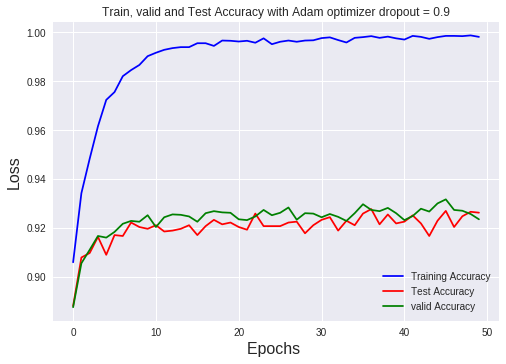 Train, valid and Test Accuracy with Adam optimizer dropout = 0.9
1.00
0.98
0.96
0.94
0.92
0.90
Loss
0 10 20 30 40 50
Epochs
Training Accuracy
Test Accuracy
valid Accuracy